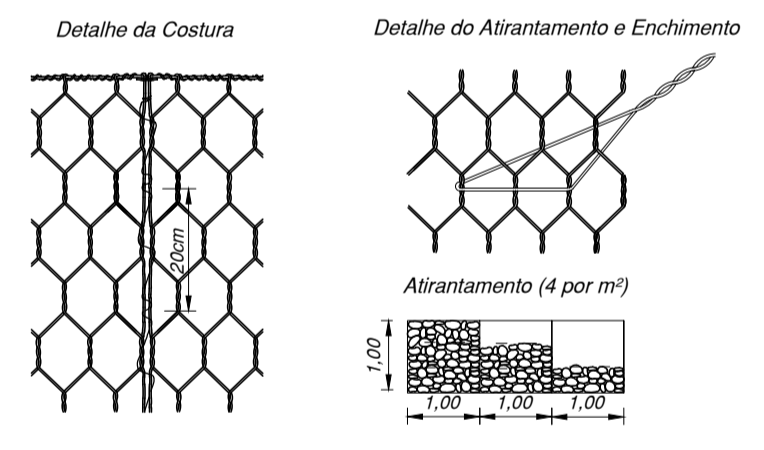 Detalhe da Costura
Detalhe do Atirantamento e Enchimento
20cm
Atirantamento (4 por m²)
1,00
1,00
1,00
1,00